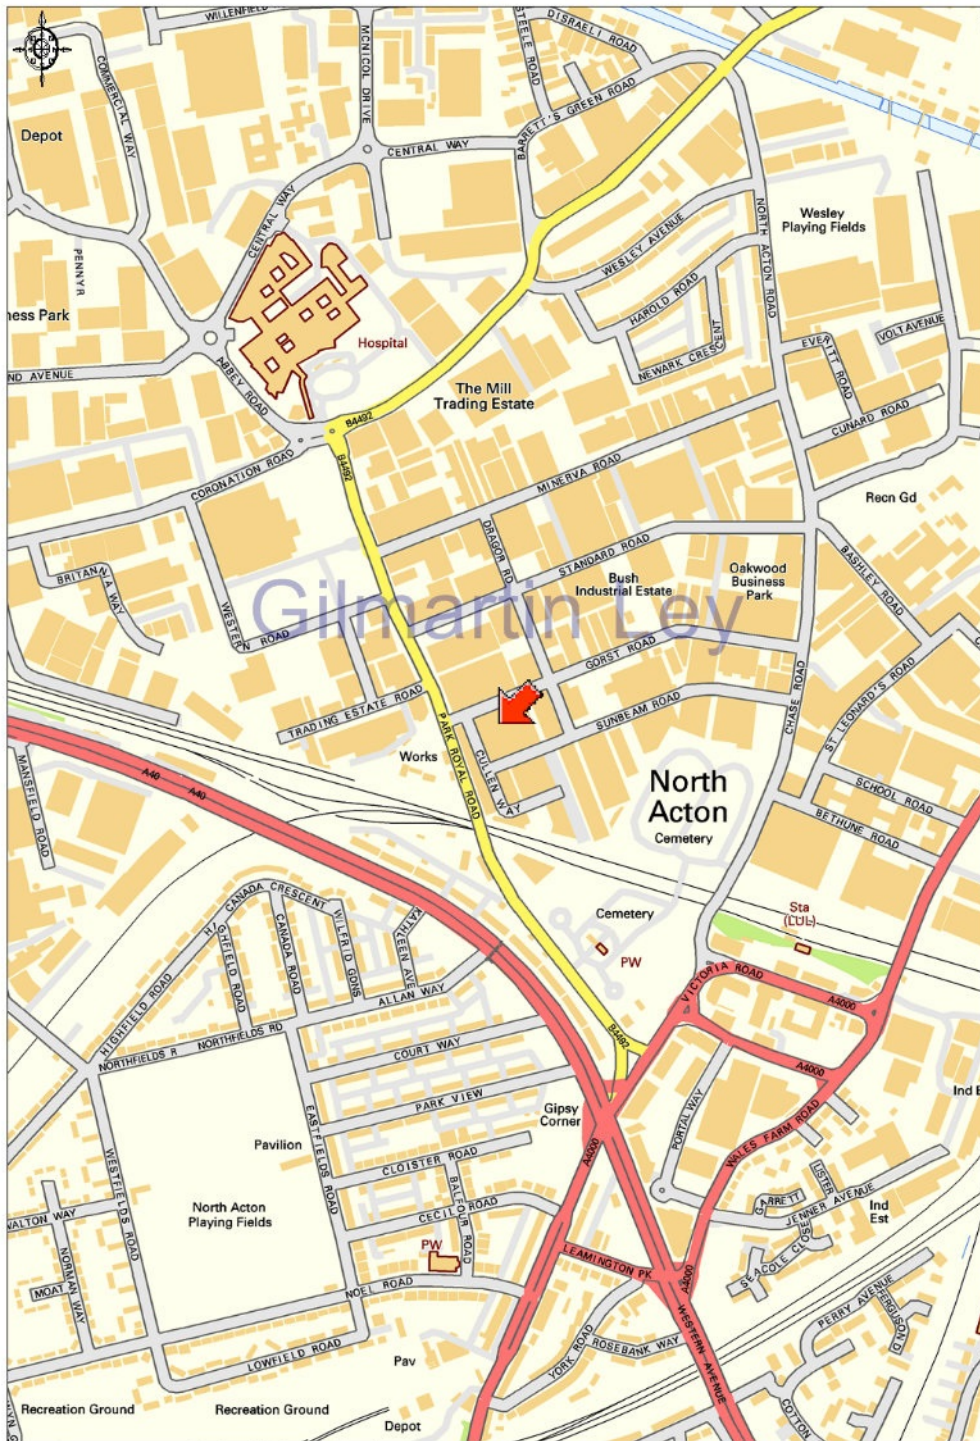 WILLENFIELD
DISRAELI ROAD
STEELE ROAD
MCNICOL DRIVE
COMMERCIAL WAY
BARRETT'S GREEN ROAD
Depot
CENTRAL WAY
CENTRAL WAY
NORTH ACTON ROAD
Wesley
Playing Fields
WESLEY AVENUE
PENNYR
HAROLD ROAD
ness Park
VOLT AVENUE
NEWARK CRESCENT
EVERITT ROAD
Hospital
ND AVENUE
ABBEY ROAD
The Mill
Trading Estate
CUNARD ROAD
B4492
B4492
CORONATION ROAD
MINERVA ROAD
Recn Gd
DRAGOR RD
STANDARD ROAD
BASHLEY ROAD
BRITANNIA WAY
Bush
Industrial Estate
Oakwood
Business
Park
Gilmartin Ley
WESTERN ROAD
GORST ROAD
CHASE ROAD
ST LEONARD'S ROAD
TRADING ESTATE ROAD
SUNBEAM ROAD
PARK ROYAL ROAD
Works
CULLEN WAY
MANSFIELD ROAD
A40
A40
North
Acton
Cemetery
SCHOOL ROAD
BETHUNE ROAD
CANADA CRESCENT
HIGHFIELD ROAD
CANADA ROAD
WILFRID GDNS
KATHLEEN AVE
Cemetery
Sta
(LUL)
PW
HIGHFIELD ROAD
ALLAN WAY
VICTORIA ROAD
A4000
NORTHFIELDS R
NORTHFIELDS RD
COURT WAY
B4492
A4000
PARK VIEW
Gipsy
Corner
PORTAL WAY
WALES FARM ROAD
Ind E
EASTFIELDS ROAD
Pavilion
CLOISTER ROAD
A4000
WESTFIELDS ROAD
BALFOUR ROAD
LISTER
GARRETT
JENNER AVENUE
North Acton
Playing Fields
CECIL ROAD
Ind
Est
WALTON WAY
NORMAN WAY
PW
LEAMINGTON PK
SEACOLE CLOSE
MOAT
NOEL ROAD
A4000
PERRY AVENUE
FERGUSON D
WESTERN AVENUE
ROSEBANK WAY
YORK ROAD
LOWFIELD ROAD
Pav
COTTON
Recreation Ground
Recreation Ground
Depot